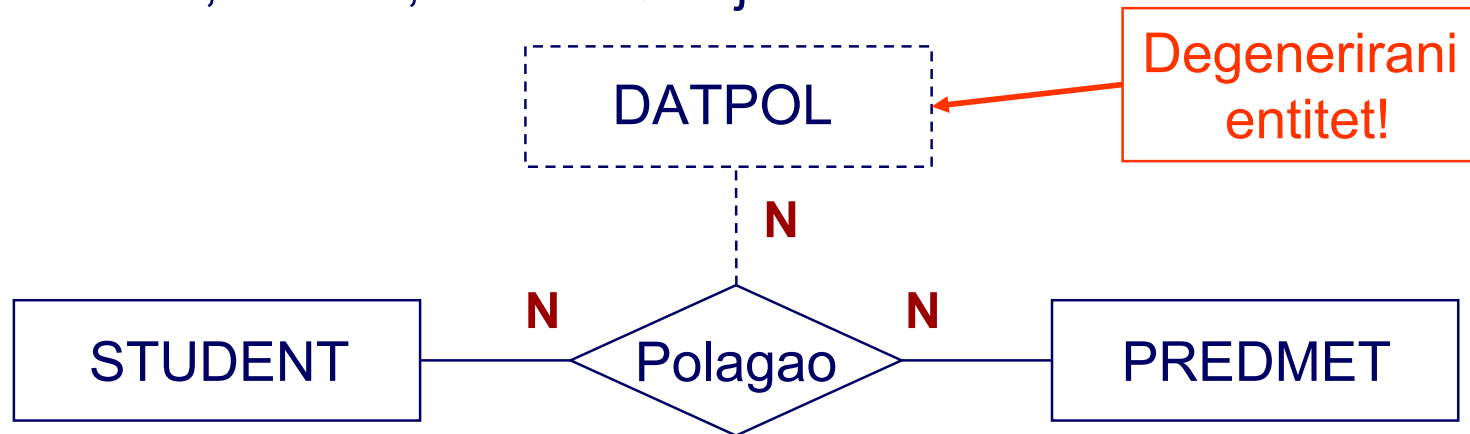 DATPOL
Degenerirani
entitet!
N
N
N
STUDENT
Polagao
PREDMET